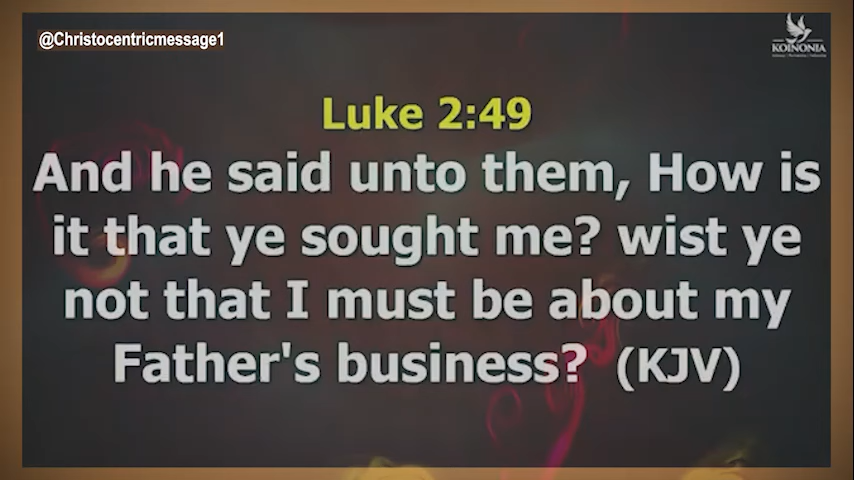 @Christocentricmessage1
KOINONIA
Luke 2:49
And he said unto them, How is
it that ye sought me? wist ye
not that I must be about my
Father's business? (KJV)